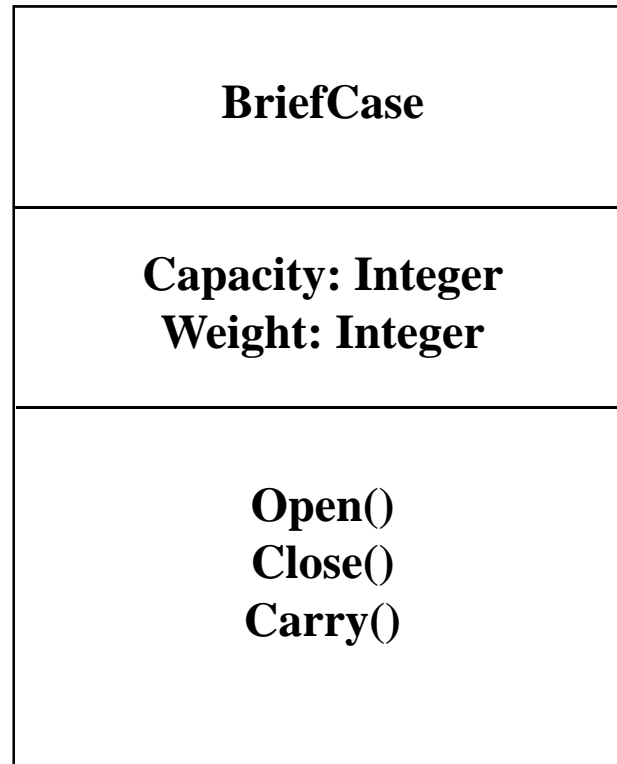 BriefCase
Capacity: Integer
Weight: Integer
Open()
Close()
Carry()